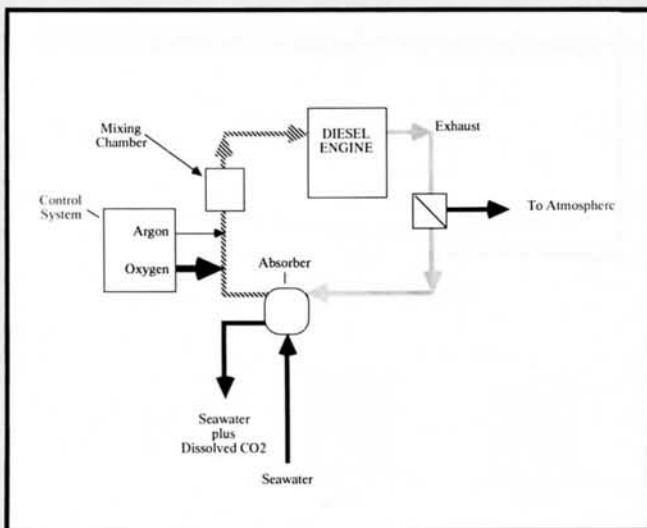 Mixing
Chamber
DIESEL
ENGINE
Exhaust
Control
System
Argon
Oxygen
To Atmosphere
Absorber
Seawater
plus
Dissolved CO2
Seawater